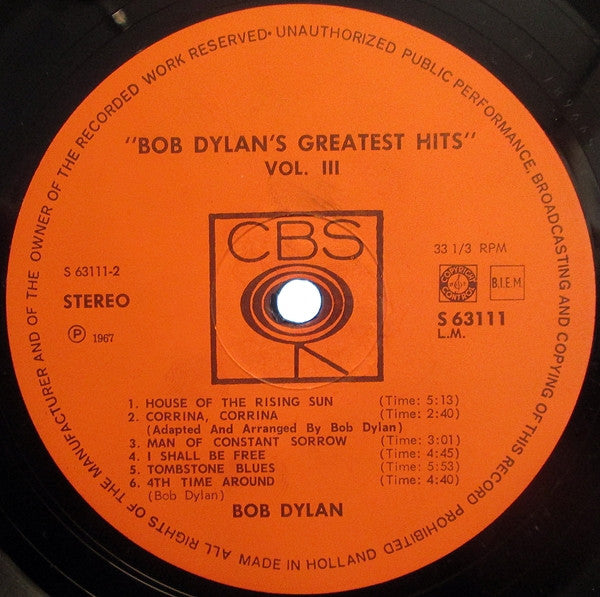 ALL RIGHTS OF THE MANUFACTURER AND OF THE OWNER OF THE RECORDED WORK RESERVED· UNAUTHORIZED PUBLIC PERFORMANCE, BROADCASTING AND COPYING OF THIS RECORD PROHIBITED
"BOB DYLAN'S GREATEST HITS"
VOL. III
CBS
S 63111-2
33 1/3 RPM
STEREO
COPYRIGHT CONTROL
B.I.E.M
S 63111
L.M.
Ⓟ 1967
1. HOUSE OF THE RISING SUN (Time: 5:13)
2. CORRINA, CORRINA (Time: 2:40)
(Adapted And Arranged By Bob Dylan)
3. MAN OF CONSTANT SORROW (Time: 3:01)
4. I SHALL BE FREE (Time: 4:45)
5. TOMBSTONE BLUES (Time: 5:53)
6. 4TH TIME AROUND (Time: 4:40)
(Bob Dylan)
BOB DYLAN
MADE IN HOLLAND